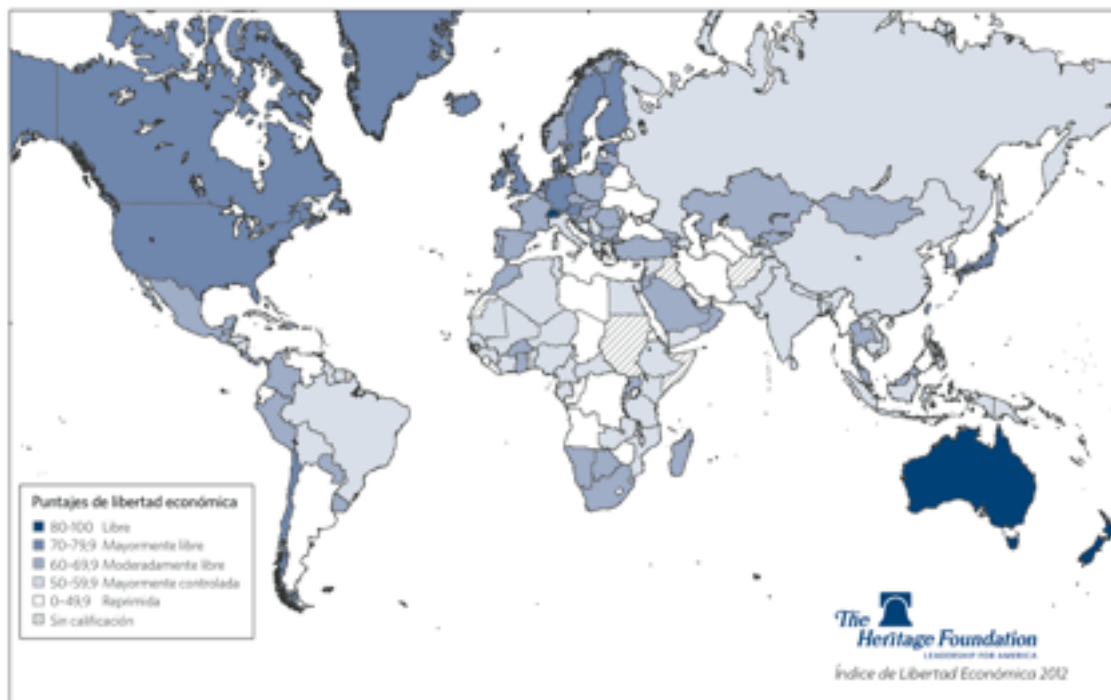 Puntajes de libertad económica
80-100 Libre
70-79,9 Mayormente libre
60-69,9 Moderadamente libre
50-59,9 Mayormente controlada
0-49,9 Reprimida
Sin calificación
The
Heritage Foundation
LEADERSHIP FOR AMERICA
Índice de Libertad Económica 2012